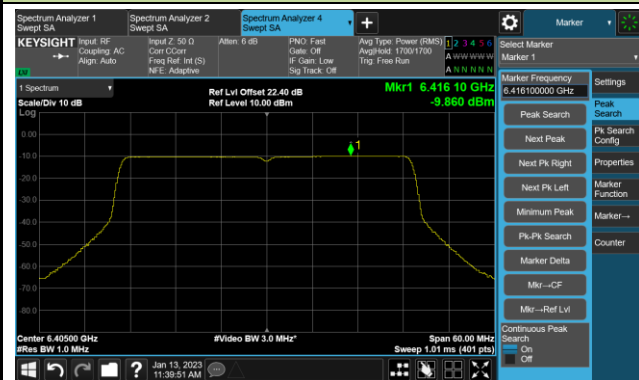 Spectrum Analyzer 1
Swept SA
Spectrum Analyzer 2
Swept SA
Spectrum Analyzer 4
Swept SA
Marker
KEYSIGHT
Input: RF
Coupling: AC
Align: Auto
Input Z: 50 Ω
Corr CCorr
Freq Ref: Int (S)
NFE: Adaptive
Atten: 6 dB
PNO: Fast
Gate: Off
IF Gain: Low
Sig Track: Off
Avg Type: Power (RMS)
Avg|Hold: 1700/1700
Trig: Free Run
1 2 3 4 5 6
A W W W W W
A N N N N N
Select Marker
Marker 1
1 Spectrum
Scale/Div 10 dB
Log
Ref Lvl Offset 22.40 dB
Ref Level 10.00 dBm
Mkr1 6.416 10 GHz
-9.860 dBm
0.00
-10.0
-20.0
-30.0
-40.0
-50.0
-60.0
-70.0
-80.0
1
Center 6.40500 GHz
#Res BW 1.0 MHz
#Video BW 3.0 MHz*
Span 60.00 MHz
Sweep 1.01 ms (401 pts)
Marker Frequency
6.416100000 GHz
Peak Search
Next Peak
Next Pk Right
Next Pk Left
Minimum Peak
Pk-Pk Search
Marker Delta
Mkr→CF
Mkr→Ref Lvl
Continuous Peak
Search
On
Off
Settings
Peak
Search
Pk Search
Config
Properties
Marker
Function
Marker→
Counter
Jan 13, 2023
11:39:51 AM